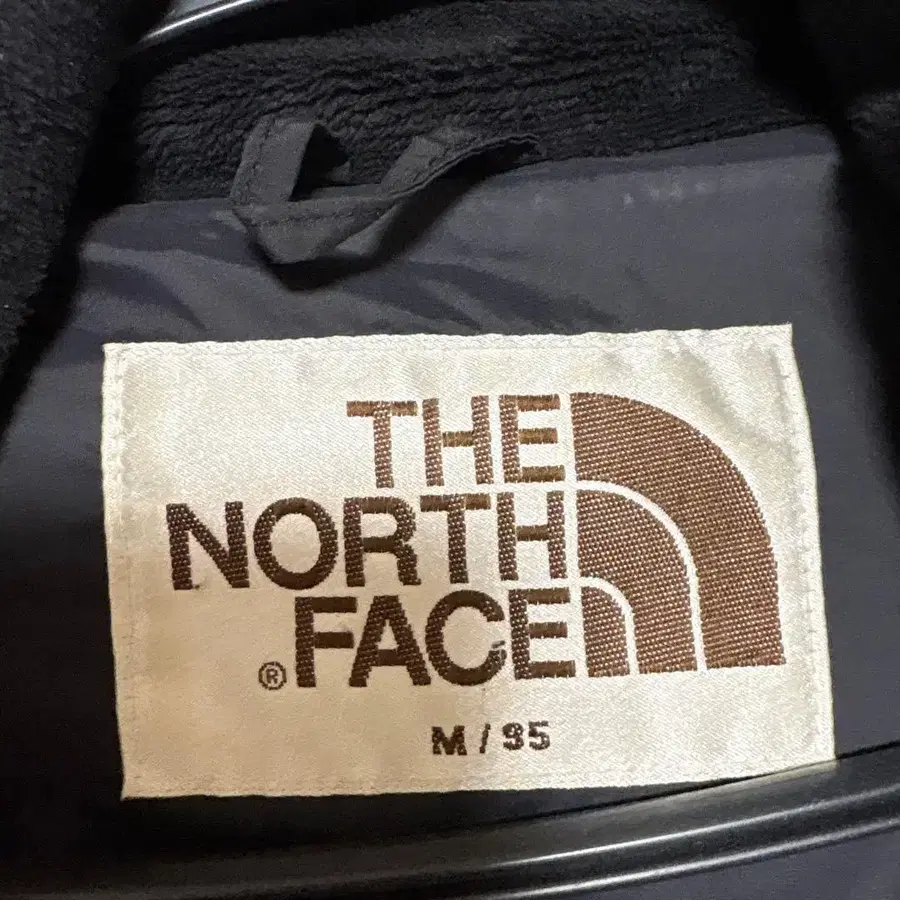 THE
NORTH
® FACE
M / 95